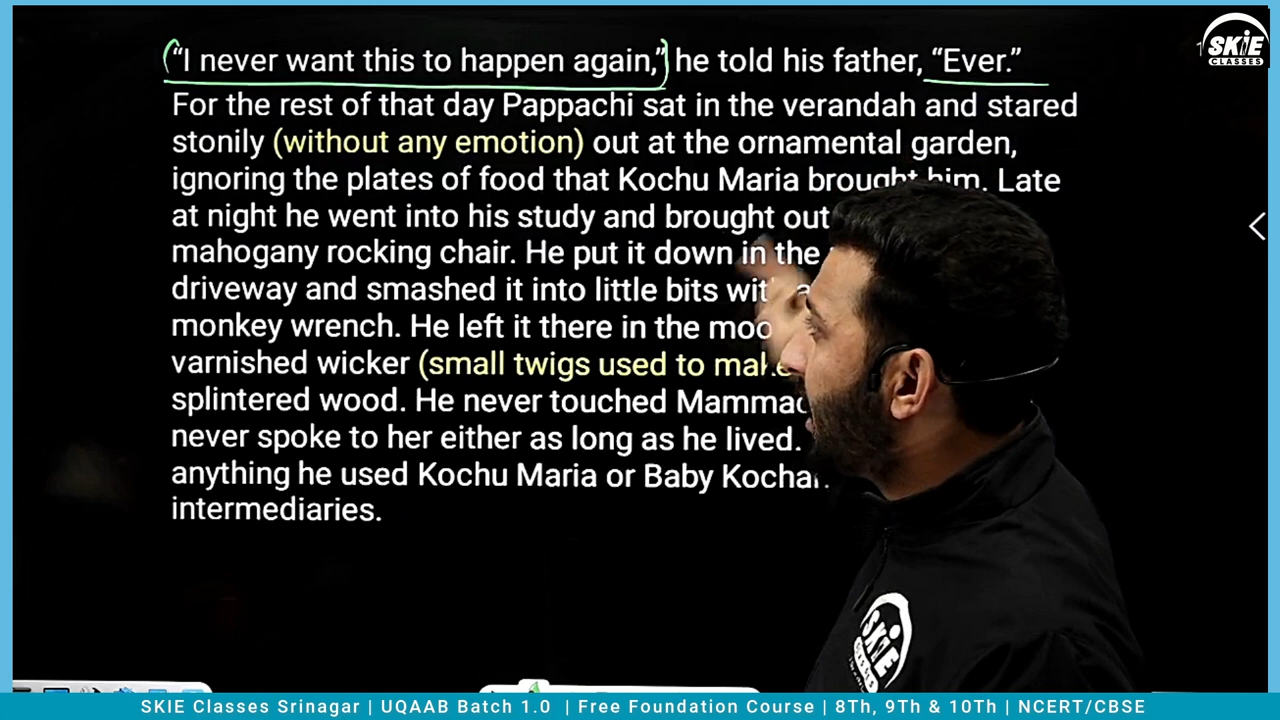 “I never want this to happen again,” he told his father, “Ever.”
For the rest of that day Pappachi sat in the verandah and stared
stonily (without any emotion) out at the ornamental garden,
ignoring the plates of food that Kochu Maria brought him. Late
at night he went into his study and brought out
mahogany rocking chair. He put it down in the
driveway and smashed it into little bits with a
monkey wrench. He left it there in the
varnished wicker (small twigs used to make
splintered wood. He never touched
never spoke to her either as long as he lived.
anything he used Kochu Maria or Baby
intermediaries.
SKIE
CLASSES
SKIE
CLASSES
SKIE Classes Srinagar | UQAAB Batch 1.0 | Free Foundation Course | 8Th, 9Th & 10Th | NCERT/CBSE